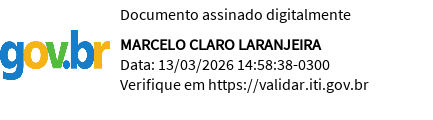 Documento assinado digitalmente
gov.br
MARCELO CLARO LARANJEIRA
Data: 13/03/2026 14:58:38-0300
Verifique em https://validar.iti.gov.br